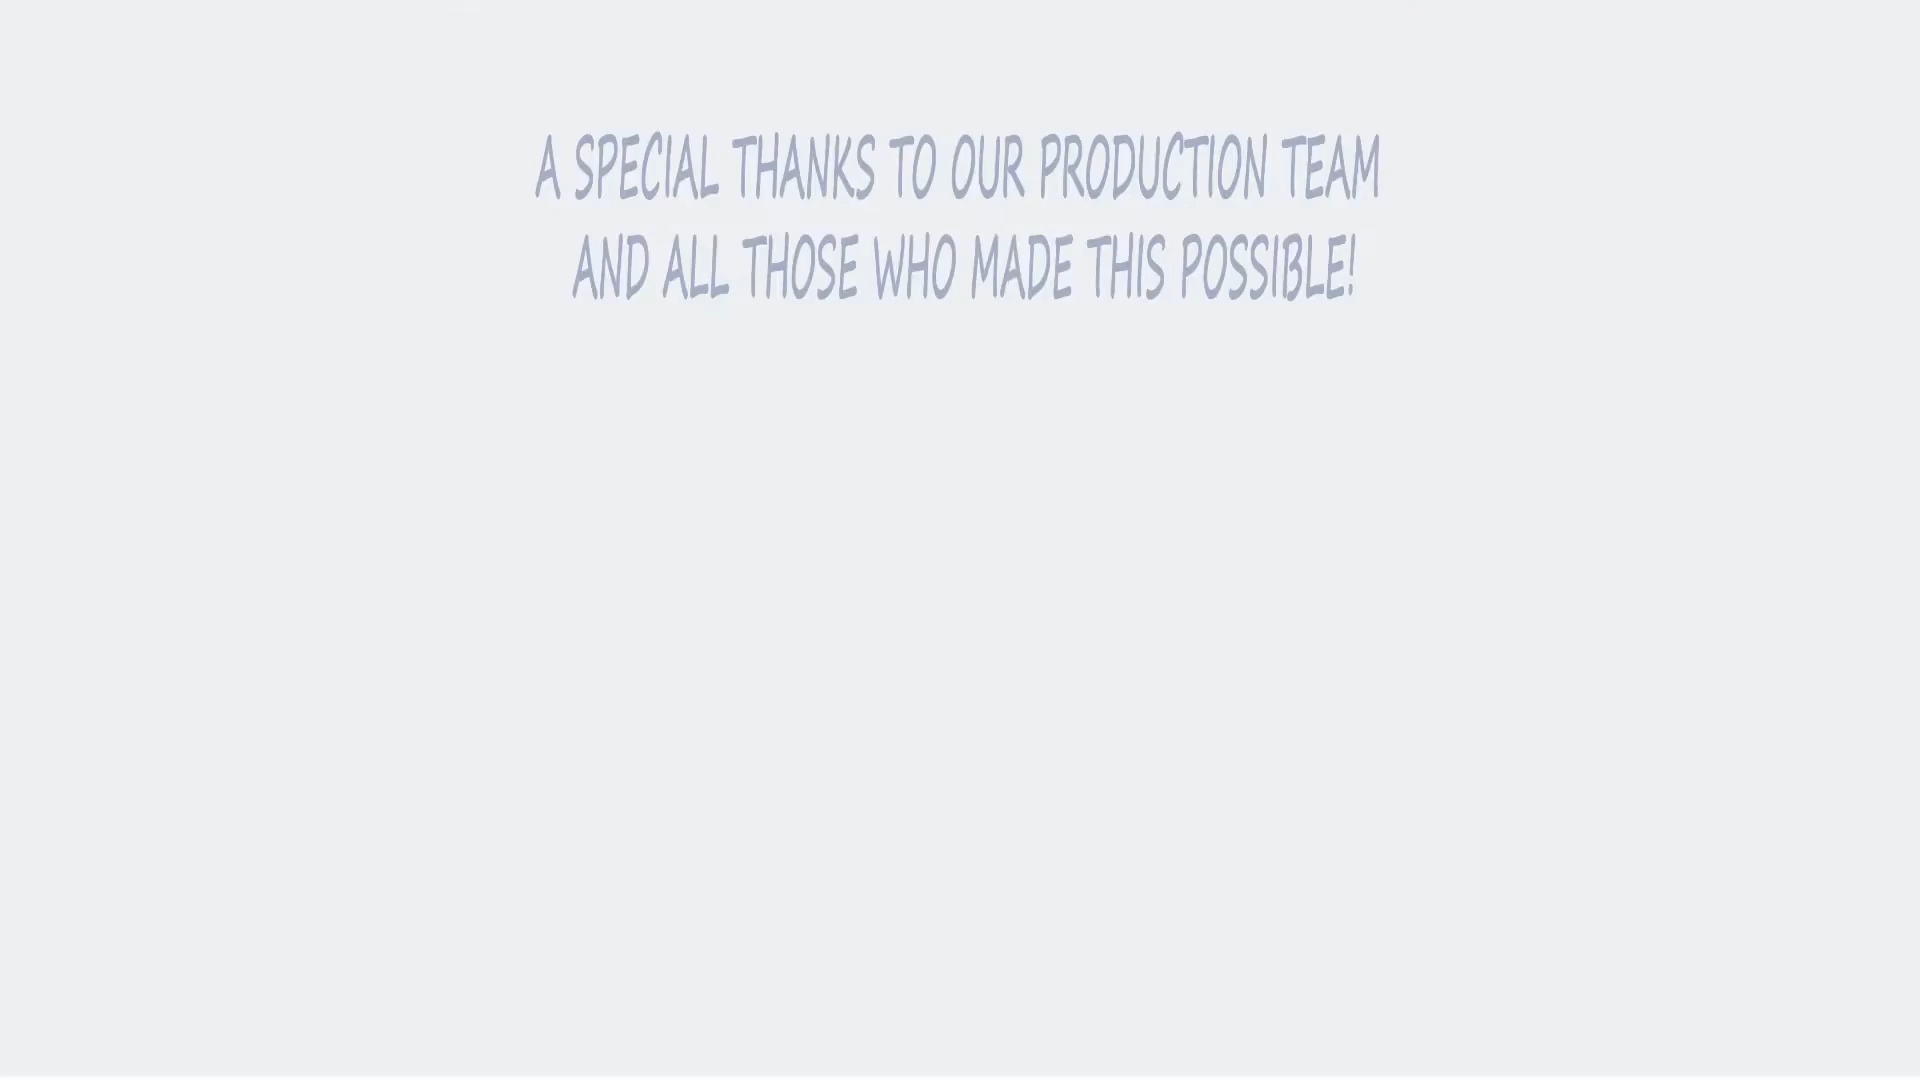 A SPECIAL THANKS TO OUR PRODUCTION TEAM
AND ALL THOSE WHO MADE THIS POSSIBLE!